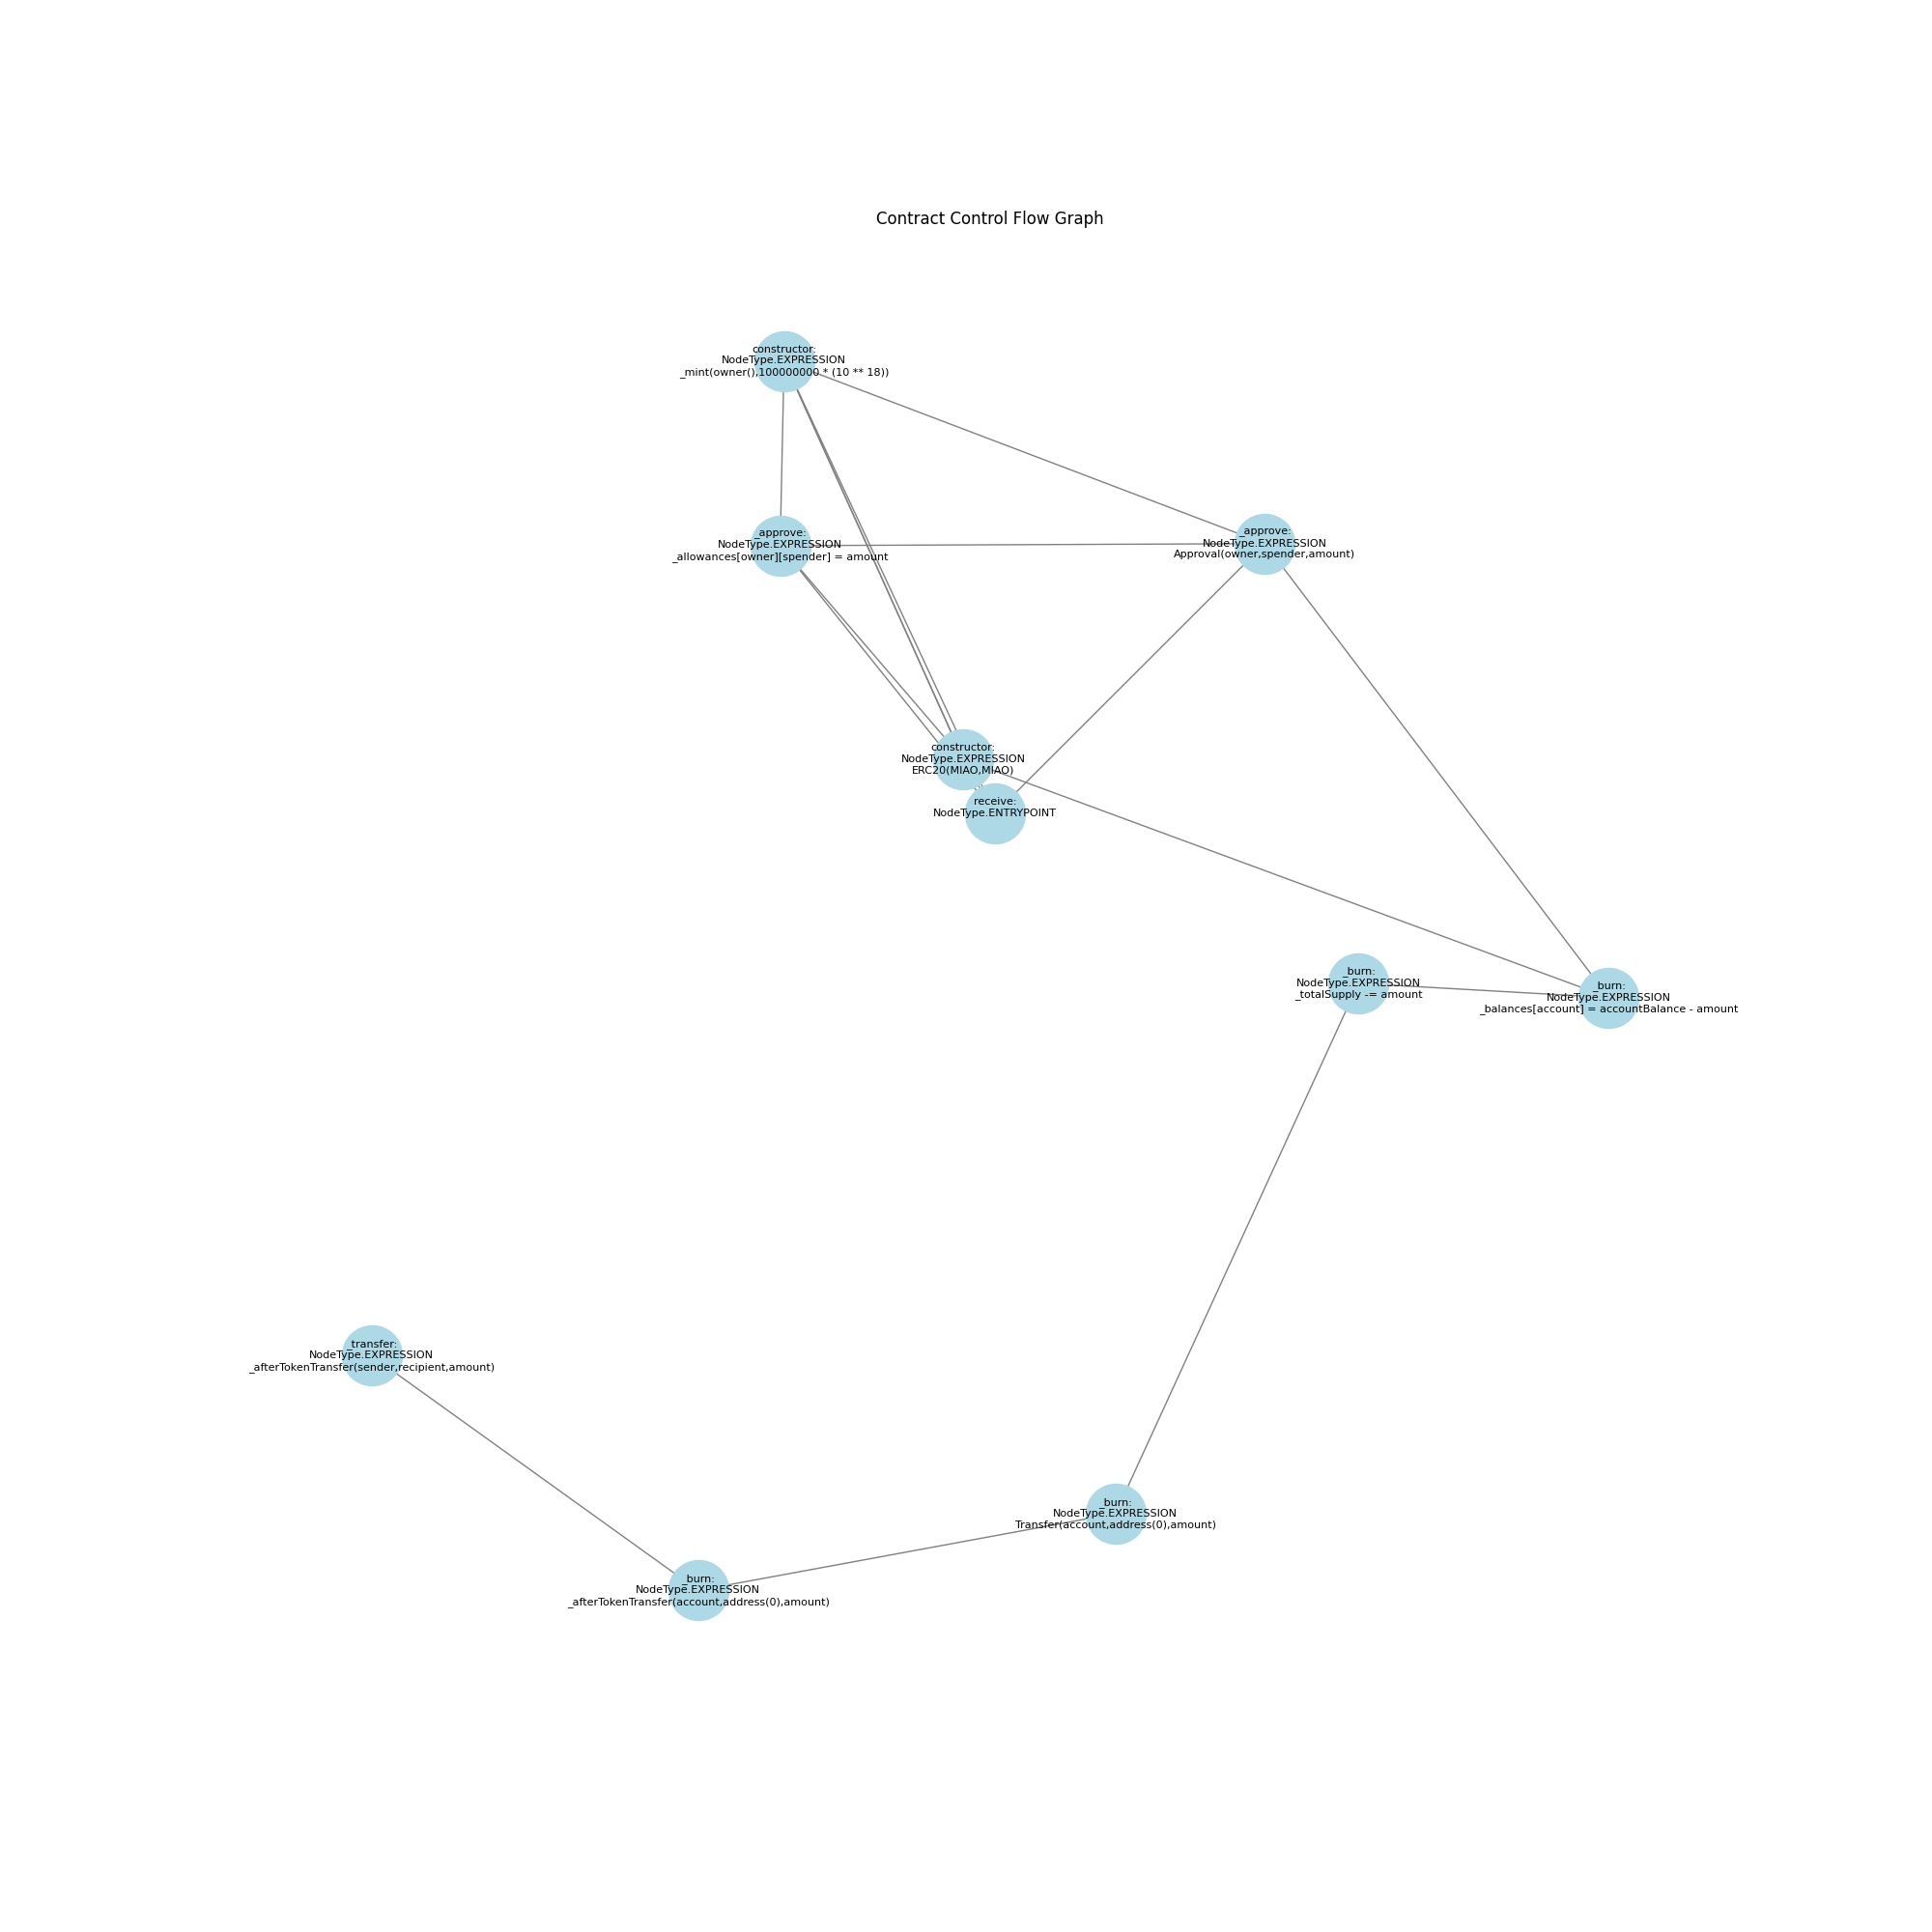 Contract Control Flow Graph
constructor:
NodeType.EXPRESSION
_mint(owner(),100000000 * (10 ** 18))
_approve:
NodeType.EXPRESSION
_allowances[owner][spender] = amount
_approve:
NodeType.EXPRESSION
Approval(owner,spender,amount)
constructor:
NodeType.EXPRESSION
ERC20(MIAO,MIAO)
receive:
NodeType.ENTRYPOINT
_burn:
NodeType.EXPRESSION
_totalSupply -= amount
_burn:
NodeType.EXPRESSION
_balances[account] = accountBalance - amount
_transfer:
NodeType.EXPRESSION
_afterTokenTransfer(sender,recipient,amount)
_burn:
NodeType.EXPRESSION
Transfer(account,address(0),amount)
_burn:
NodeType.EXPRESSION
_afterTokenTransfer(account,address(0),amount)